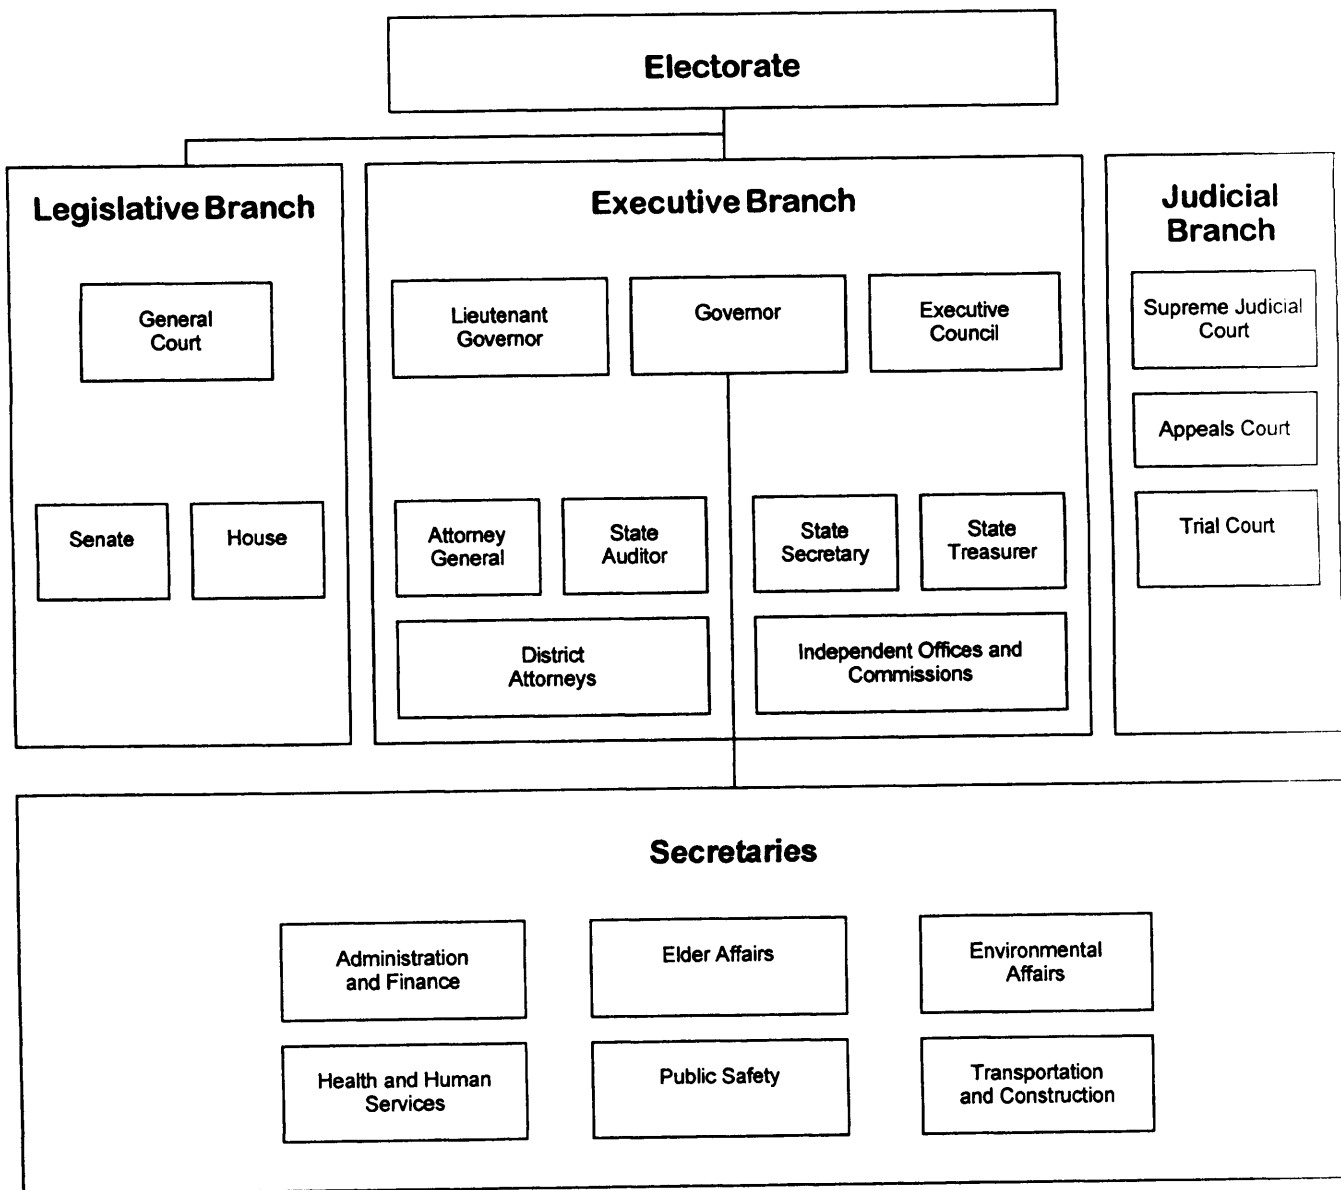 Electorate
Legislative Branch
General
Court
Senate
House
Executive Branch
Lieutenant
Governor
Governor
Executive
Council
Attorney
General
State
Auditor
State
Secretary
State
Treasurer
District
Attorneys
Independent Offices and
Commissions
Judicial
Branch
Supreme Judicial
Court
Appeals Court
Trial Court
Secretaries
Administration
and Finance
Elder Affairs
Environmental
Affairs
Health and Human
Services
Public Safety
Transportation
and Construction